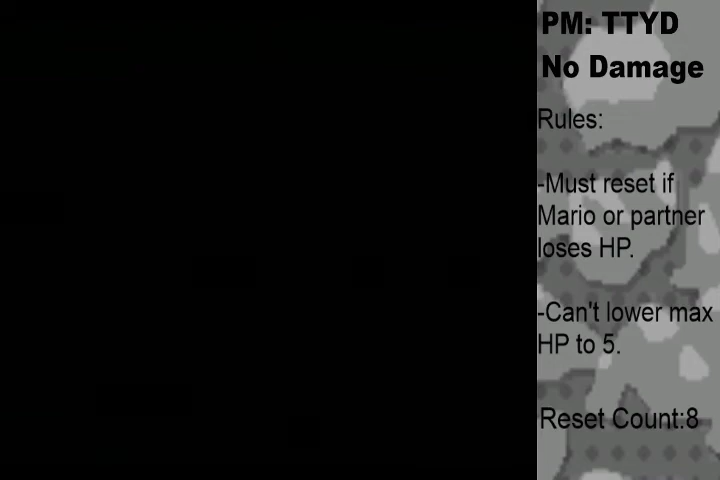 PM: TTYD
No Damage
Rules:
-Must reset if
Mario or partner
loses HP.
-Can't lower max
HP to 5.
Reset Count:8